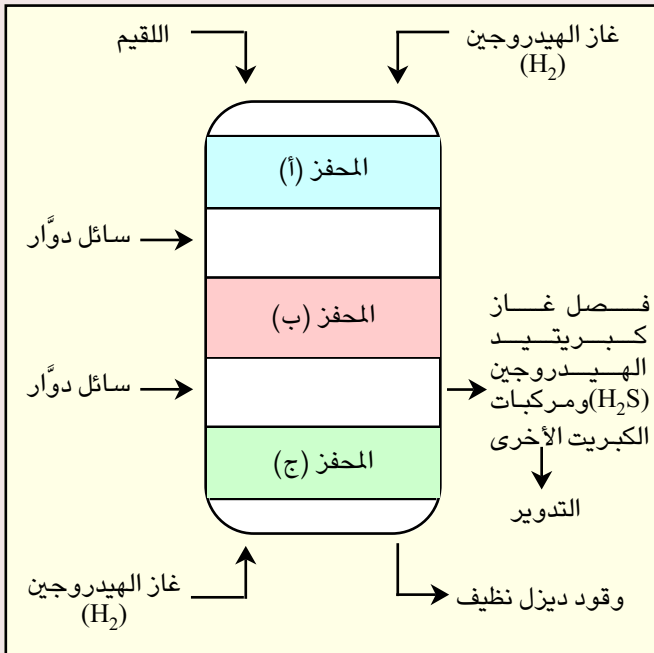 غاز الهيدروجين
(H2)
اللقيم
المحفز (أ)
سائل دوَّار
المحفز (ب)
فصل غاز
كبريتيد
الهيدروجين
(H2S) ومركبات
الكبريت الأخرى
سائل دوَّار
المحفز (ج)
التدوير
غاز الهيدروجين
(H2)
وقود ديزل نظيف